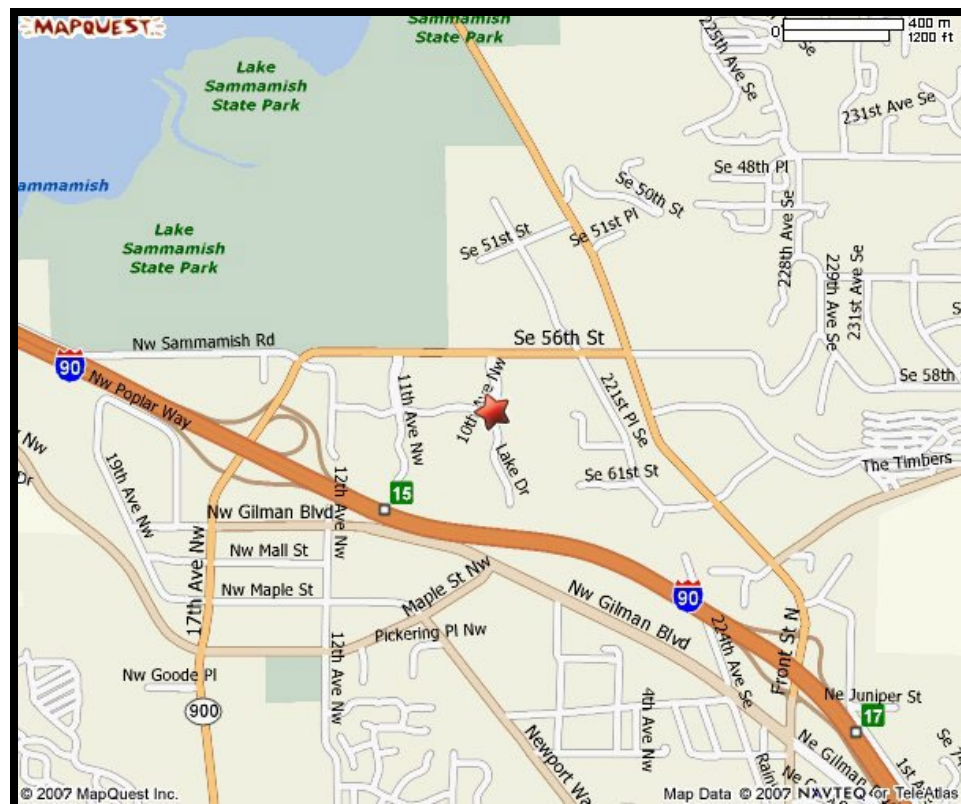 MAPQUEST.
Sammamish
State Park
400 m
0
1200 ft
225th Ave Se
Se
Lake
Sammamish
State Park
231st Ave Se
Se 48th Pl
Se 50th St
ammamish
Se 51st Pl
Se 51st St
Lake
Sammamish
State Park
228th Ave Se
229th Ave Se
231st Ave Se
S
Nw Sammamish Rd
Se 56th St
90
Nw Poplar Way
11th Ave Nw
10th Ave Nw
221st Pl Se
Se 58th
Nw
Dr
19th Ave Nw
Lake Dr
Se 61st St
The Timbers
12th Ave Nw
15
Nw Gilman Blvd
Nw Mall St
17th Ave Nw
Nw Maple St
Maple St Nw
Nw Gilman Blvd
90
Pickering Pl Nw
12th Ave Nw
224th Ave Se
Front St N
Nw Goode Pl
900
Newport Way
4th Ave Nw
Ne Juniper St
17
Raini
Ne Gilman
Ne G
1st A
Se 74
© 2007 MapQuest Inc.
Map Data © 2007 NAVTEQ or TeleAtlas